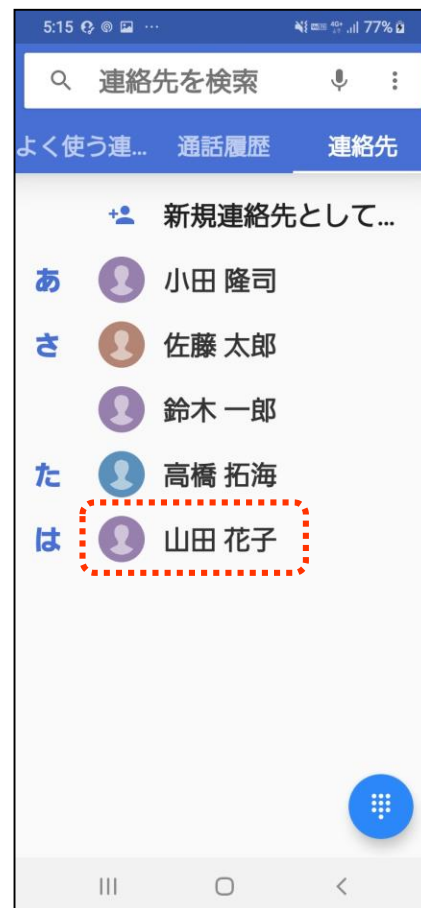 5:15 ... 77%
連絡先を検索
よく使う連... 通話履歴 連絡先
新規連絡先として...
あ 小田 隆司
さ 佐藤 太郎
鈴木 一郎
た 高橋 拓海
は 山田 花子